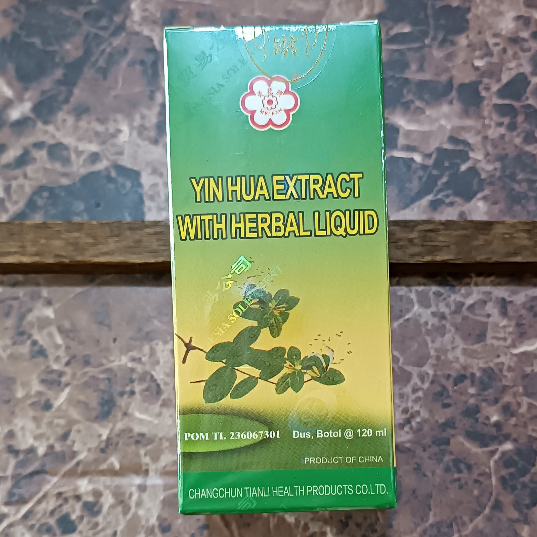 YIN HUA EXTRACT
WITH HERBAL LIQUID
POM TI. 236067301 Dus, Botol @ 120 ml
PRODUCT OF CHINA
CHANGCHUN TIANLI HEALTH PRODUCTS CO.LTD.